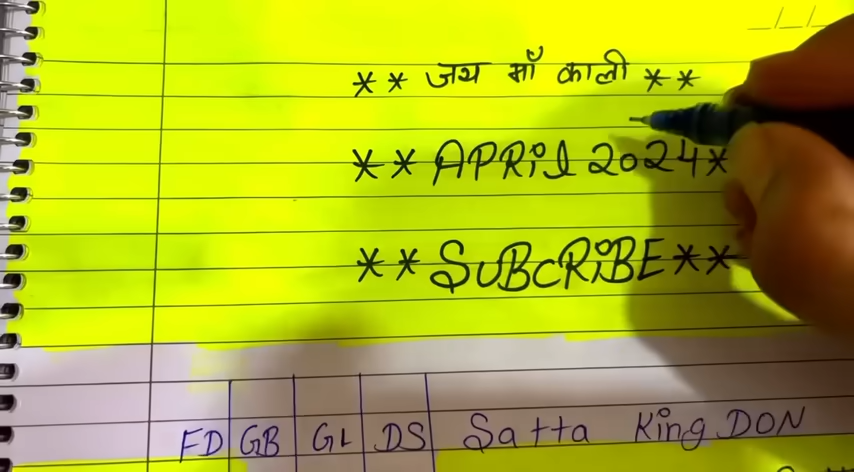 _/_/_
** जय माँ काली **
** APRil 2024*
** SUBCRiBE**
FD GB GL DS Satta King DON